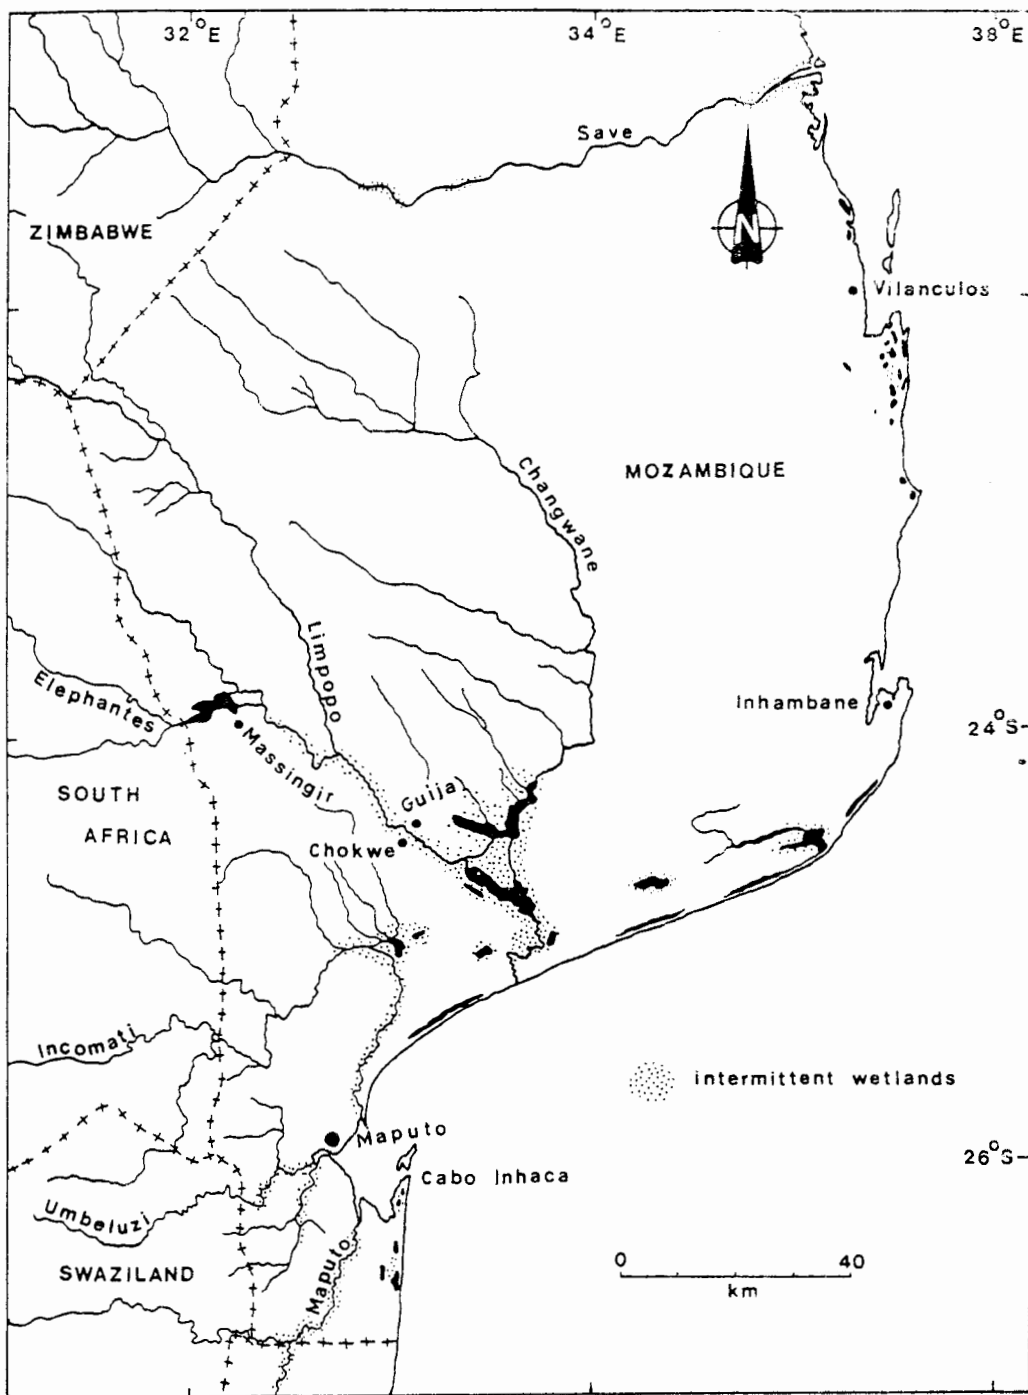 32°E
34°E
38°E
Save
ZIMBABWE
N
Vilanculos
MOZAMBIQUE
Changwane
Limpopo
Elephantes
Inhambane
24°S
Massingir
SOUTH
AFRICA
Guija
Chokwe
Incomati
intermittent wetlands
Maputo
26°S
Cabo Inhaca
Umbeluzi
Maputo
SWAZILAND
0
40
km